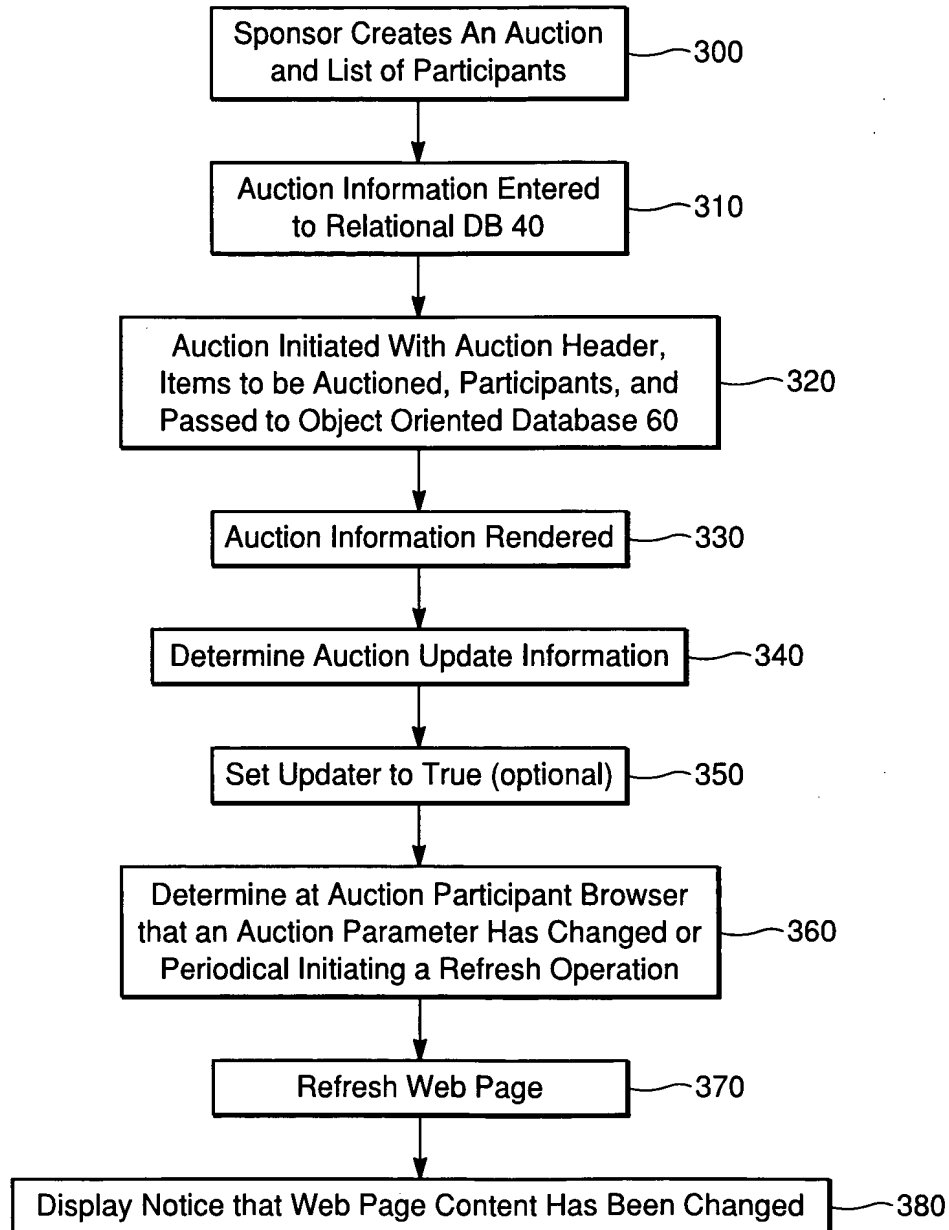 Sponsor Creates An Auction
and List of Participants
300
Auction Information Entered
to Relational DB 40
310
Auction Initiated With Auction Header,
Items to be Auctioned, Participants, and
Passed to Object Oriented Database 60
320
Auction Information Rendered
330
Determine Auction Update Information
340
Set Updater to True (optional)
350
Determine at Auction Participant Browser
that an Auction Parameter Has Changed or
Periodical Initiating a Refresh Operation
360
Refresh Web Page
370
Display Notice that Web Page Content Has Been Changed
380